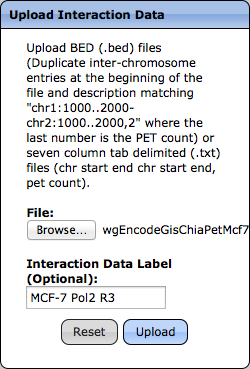 Upload Interaction Data
Upload BED (.bed) files
(Duplicate inter-chromosome
entries at the beginning of the
file and description matching
"chr1:1000..2000-
chr2:1000..2000,2" where the
last number is the PET count) or
seven column tab delimited (.txt)
files (chr start end chr start end,
pet count).
File:
Browse... wgEncodeGisChiaPetMcf7
Interaction Data Label
(Optional):
MCF-7 Pol2 R3
Reset Upload